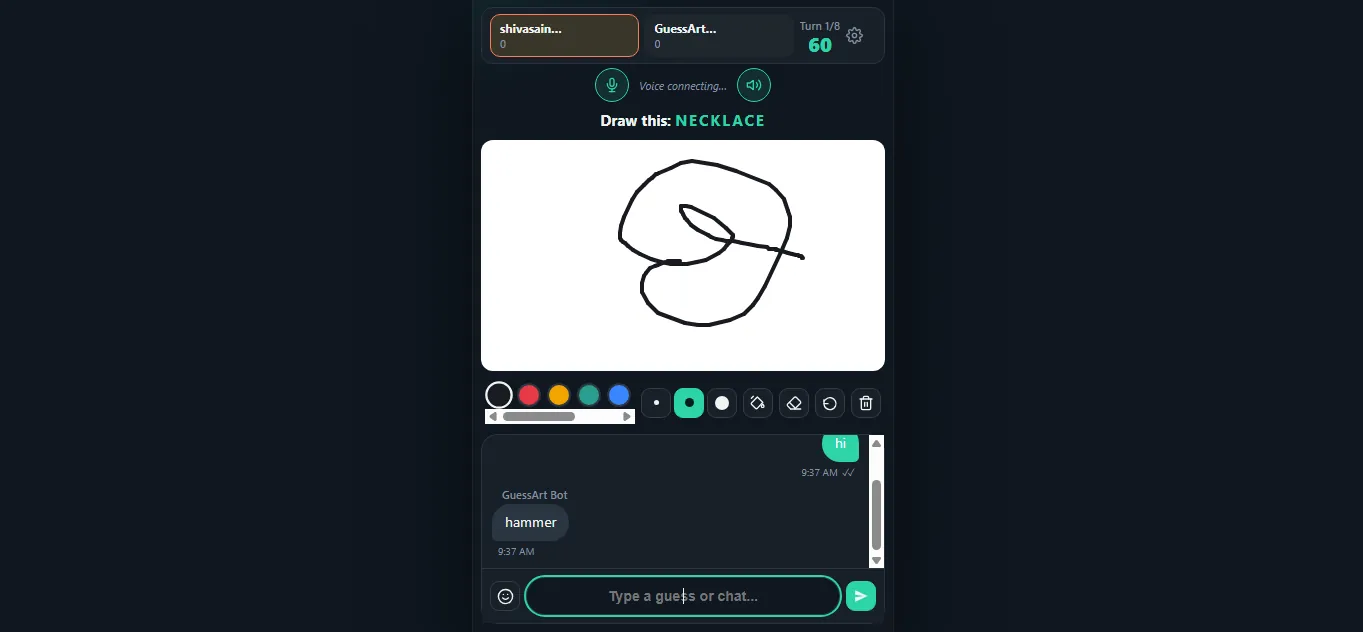 shivasain...
0
GuessArt...
0
Turn 1/8
60
Voice connecting...
Draw this: NECKLACE
hi
9:37 AM
GuessArt Bot
hammer
9:37 AM
Type a guess or chat...